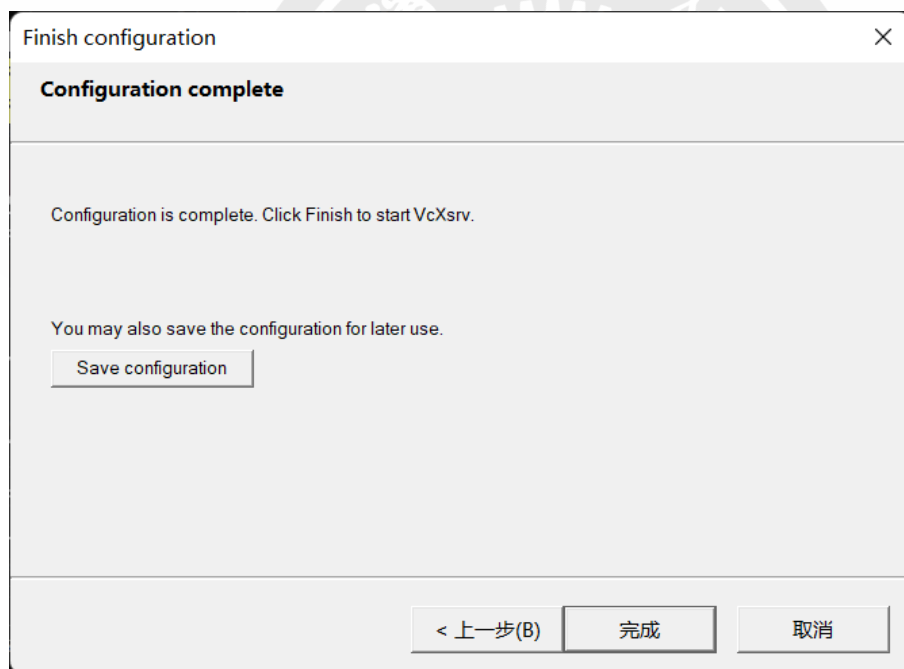 Finish configuration
Configuration complete
Configuration is complete. Click Finish to start VcXsrv.
You may also save the configuration for later use.
Save configuration
< 上一步(B)
完成
取消